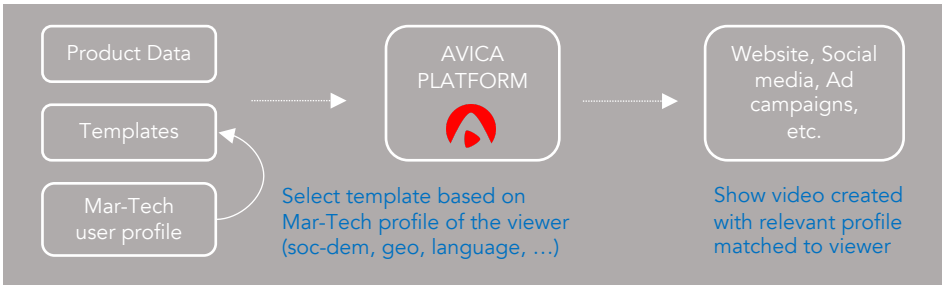 Product Data
Templates
Mar-Tech
user profile
AVICA
PLATFORM
Select template based on
Mar-Tech profile of the viewer
(soc-dem, geo, language, …)
Website, Social
media, Ad
campaigns,
etc.
Show video created
with relevant profile
matched to viewer